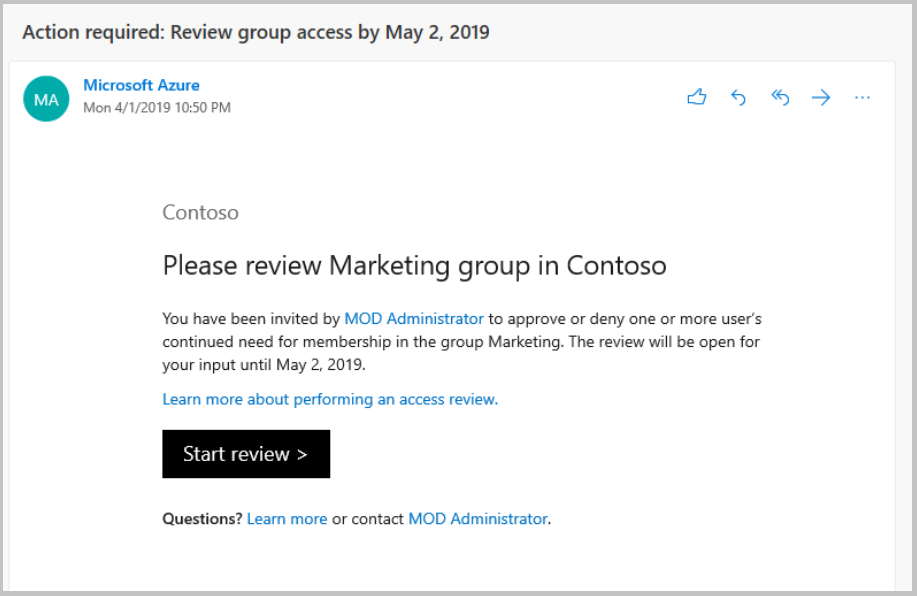 Action required: Review group access by May 2, 2019
MA
Microsoft Azure
Mon 4/1/2019 10:50 PM
Contoso
Please review Marketing group in Contoso
You have been invited by MOD Administrator to approve or deny one or more user's
continued need for membership in the group Marketing. The review will be open for
your input until May 2, 2019.
Learn more about performing an access review.
Start review >
Questions? Learn more or contact MOD Administrator.